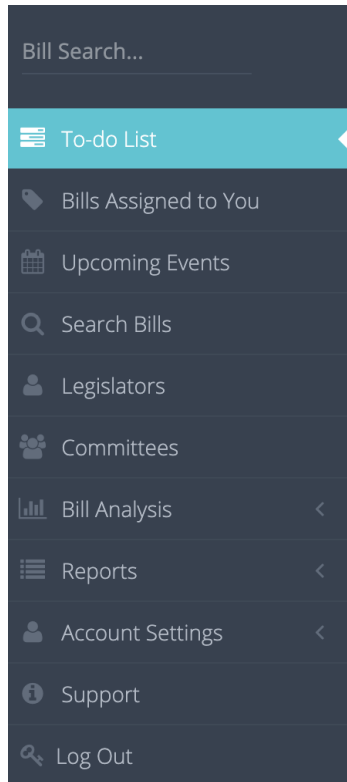 Bill Search...
To-do List
Bills Assigned to You
Upcoming Events
Search Bills
Legislators
Committees
Bill Analysis
Reports
Account Settings
Support
Log Out